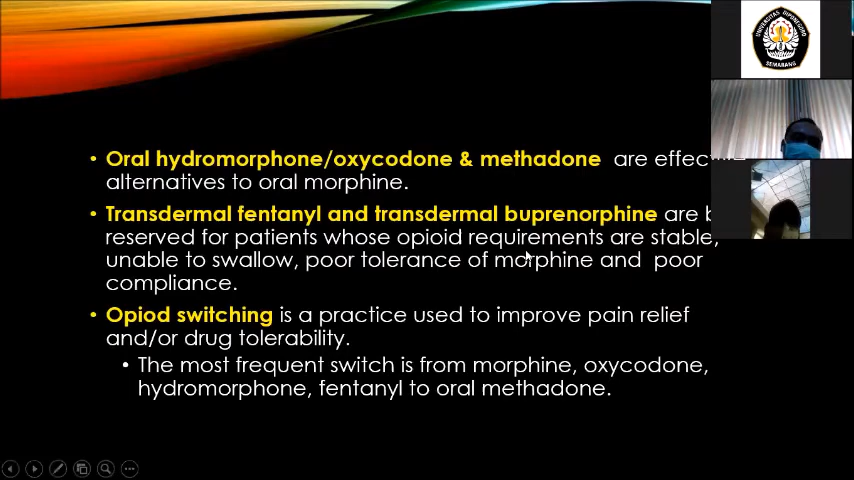 • Oral hydromorphone/oxycodone & methadone are
alternatives to oral morphine.
• Transdermal fentanyl and transdermal buprenorphine are
reserved for patients whose opioid requirements are stable,
unable to swallow, poor tolerance of morphine and poor
compliance.
• Opiod switching is a practice used to improve pain relief
and/or drug tolerability.
• The most frequent switch is from morphine, oxycodone,
hydromorphone, fentanyl to oral methadone.
UNIVERSITAS DIPONEGORO
SEMARANG